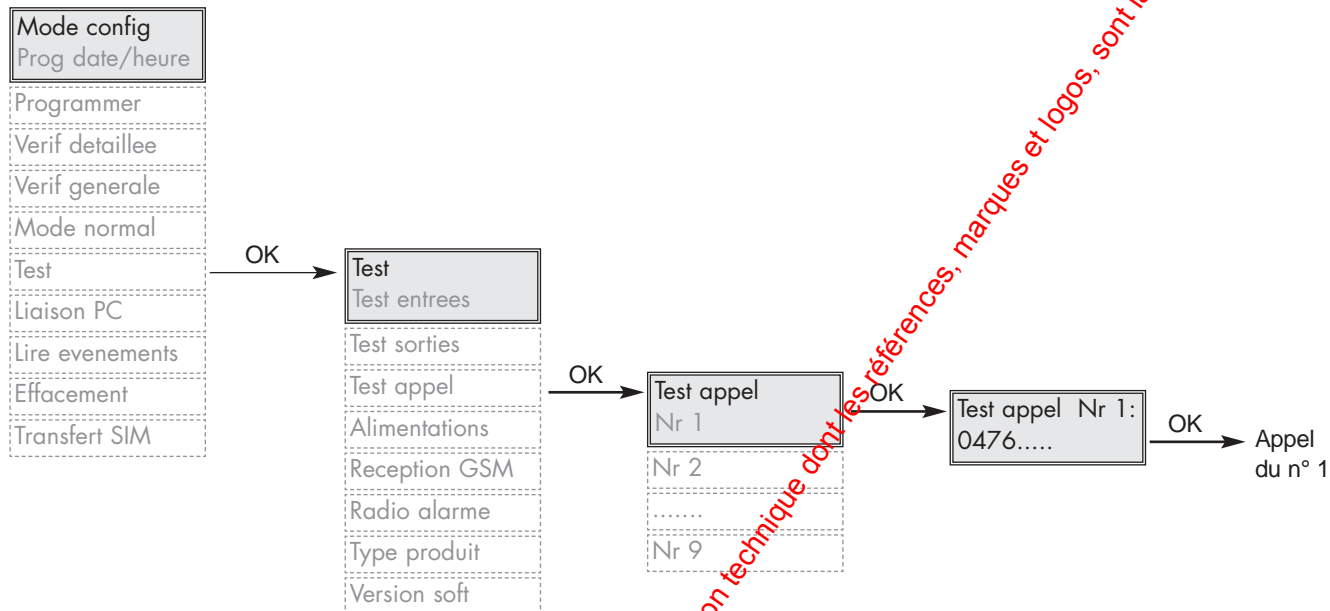 Mode config
Prog date/heure
Programmer
Verif detaillee
Verif generale
Mode normal
Test
Liaison PC
Lire evenements
Effacement
Transfert SIM
OK
Test
Test entrees
Test sorties
Test appel
Alimentations
Reception GSM
Radio alarme
Type produit
Version soft
OK
Test appel
Nr 1
Nr 2
.......
Nr 9
OK
Test appel Nr 1:
0476.....
OK
Appel
du n° 1
technique dont les références, marques et logos, sont